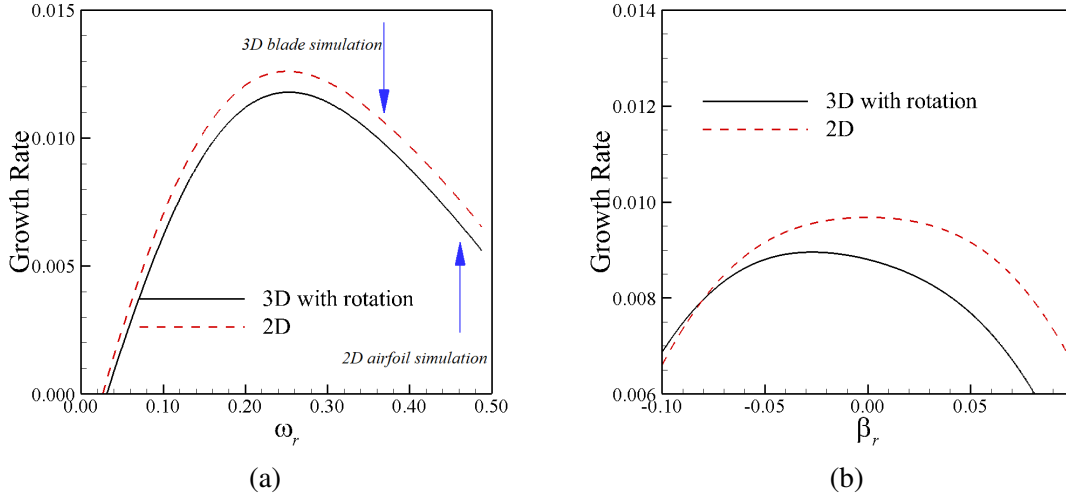 0.015
0.010
0.005
0.000
Growth Rate
3D blade simulation
3D with rotation
2D
2D airfoil simulation
0.00
0.10
0.20
0.30
0.40
0.50
ωr
(a)
0.014
0.012
0.010
0.008
0.006
Growth Rate
3D with rotation
2D
-0.10
-0.05
0.00
0.05
βr
(b)